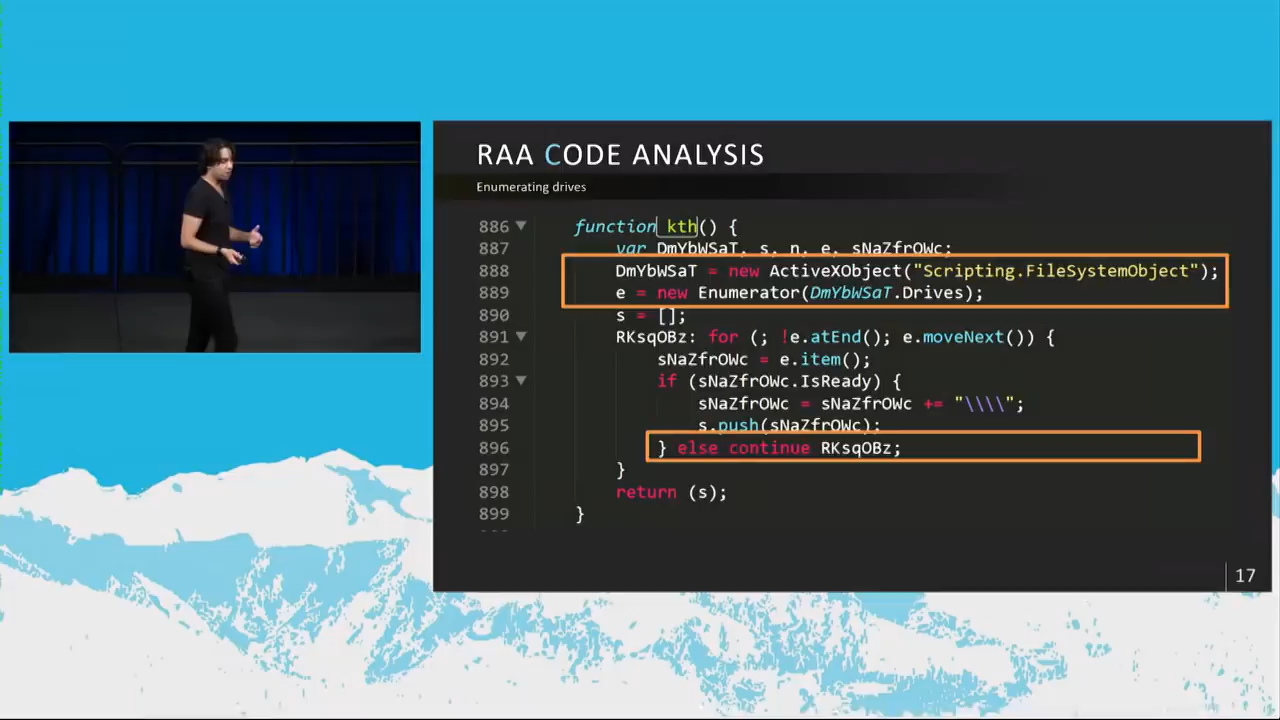 RAA CODE ANALYSIS
Enumerating drives
886 function kth() {
887 var DmYbWSaT, s, n, e, sNaZfrOWc;
888 DmYbWSaT = new ActiveXObject("Scripting.FileSystemObject");
889 e = new Enumerator(DmYbWSaT.Drives);
890 s = [];
891 RKsqOBz: for (; !e.atEnd(); e.moveNext()) {
892 sNaZfrOWc = e.item();
893 if (sNaZfrOWc.IsReady) {
894 sNaZfrOWc = sNaZfrOWc += "\\\\";
895 s.push(sNaZfrOWc);
896 } else continue RKsqOBz;
897 }
898 return (s);
899 }
17